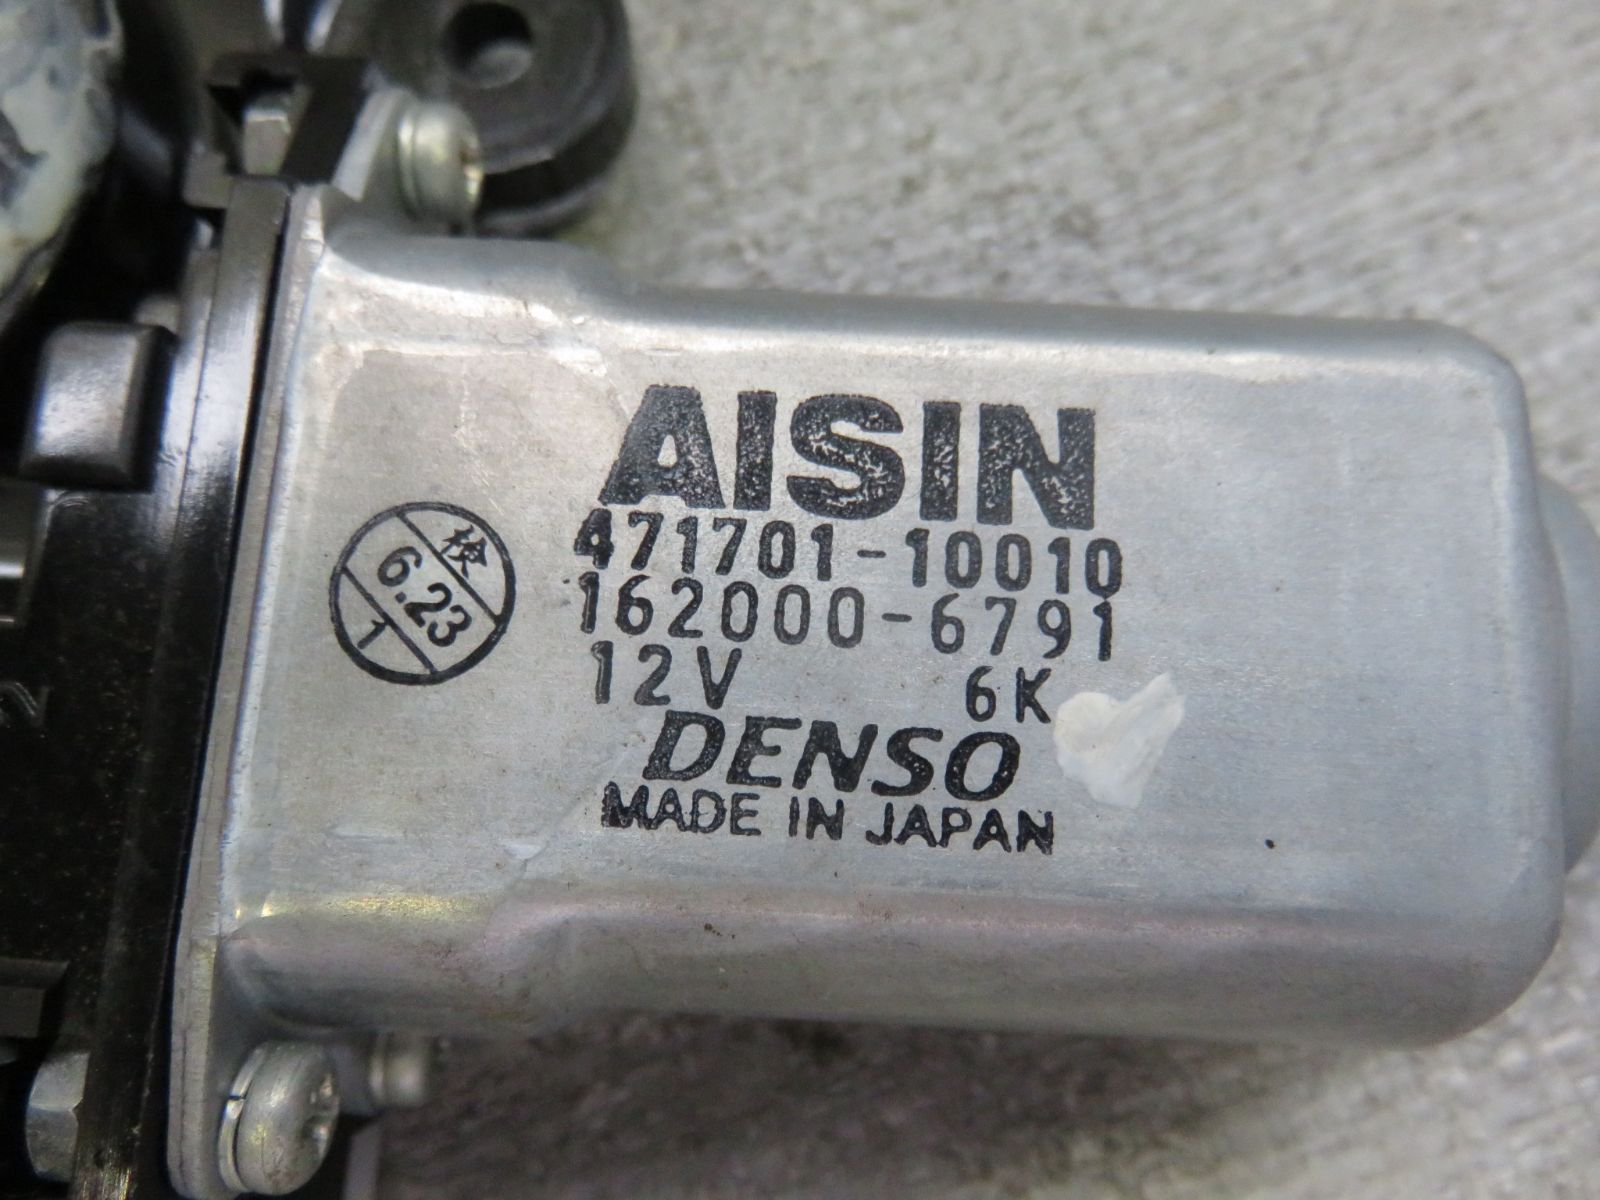 AISIN
471701-10010
162000-6791
12V 6K
DENSO
MADE IN JAPAN
検
6.23
1